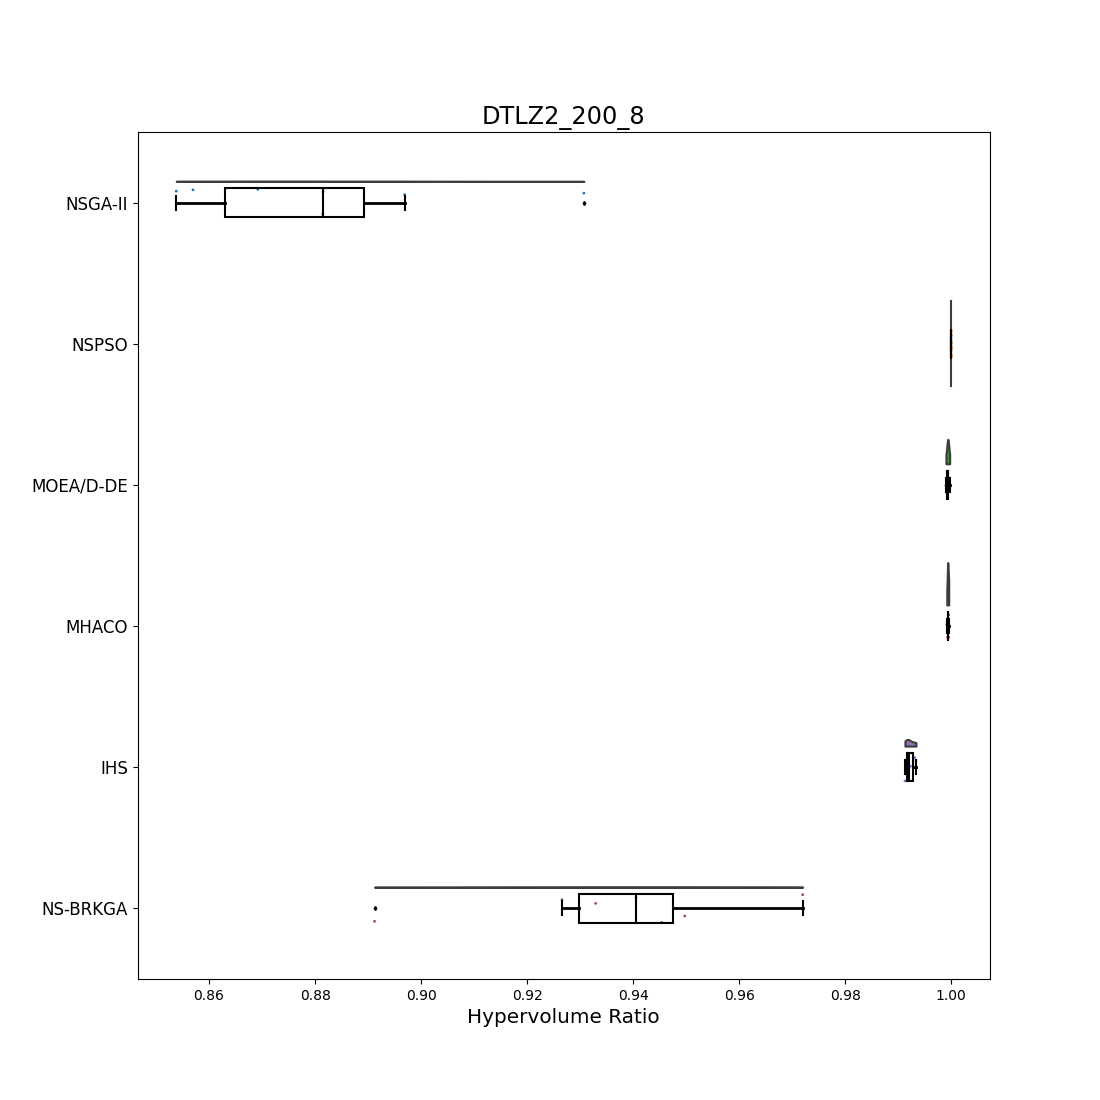 DTLZ2_200_8
NSGA-II
NSPSO
MOEA/D-DE
MHACO
IHS
NS-BRKGA
0.86 0.88 0.90 0.92 0.94 0.96 0.98 1.00
Hypervolume Ratio